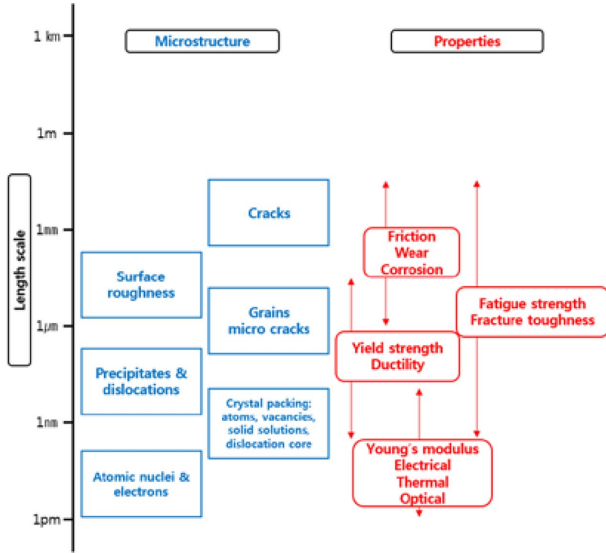 Microstructure
Properties
Length scale
1 km
1m
1mm
1μm
1nm
1pm
Cracks
Surface
roughness
Grains
micro cracks
Precipitates &
dislocations
Crystal packing:
atoms, vacancies,
solid solutions,
dislocation core
Atomic nuclei &
electrons
Friction
Wear
Corrosion
Fatigue strength
Fracture toughness
Yield strength
Ductility
Young's modulus
Electrical
Thermal
Optical